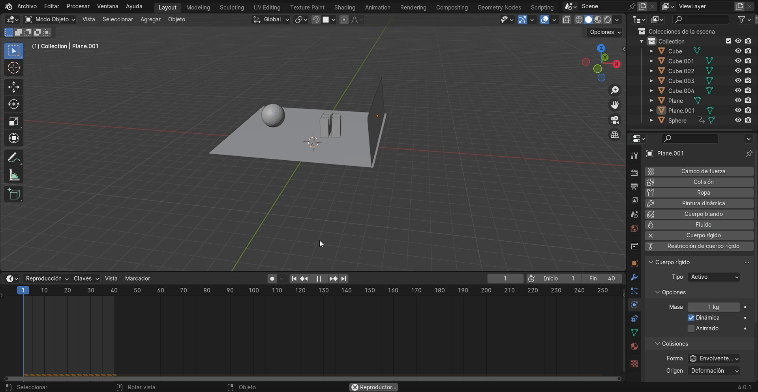 Archivo Editar Procesar Ventana Ayuda Layout Modeling Sculpting UV Editing Texture Paint Shading Animation Rendering Compositing Geometry Nodes Scripting Scene ViewLayer
Modo Objeto Vista Seleccionar Agregar Objeto Global
Opciones
(1) Collection | Plane.001
Z
X
Colecciones de la escena
Collection
Cube
Cube.001
Cube.002
Cube.003
Cube.004
Plane
Plane.001
Sphere
Plane.001
Campo de fuerza
Colisión
Ropa
Pintura dinámica
Cuerpo blando
Fluido
Cuerpo rígido
Restricción de cuerpo rígido
Cuerpo rígido
Tipo Activo
Opciones
Masa 1 kg
Dinámica
Animado
Colisiones
Forma Envolvente...
Origen Deformación
Reproducción Claves Vista Marcador 1 Inicio 1 Fin 40
1 10 20 30 40 50 60 70 80 90 100 110 120 130 140 150 160 170 180 190 200 210 220 230 240 250
Seleccionar Rotar vista Objeto Reproductor... 4.0.1